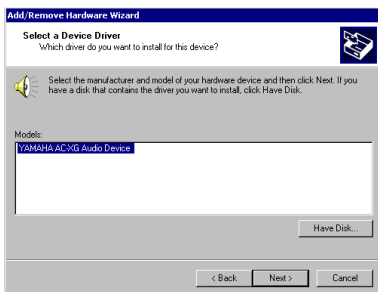 Add/Remove Hardware Wizard
Select a Device Driver
Which driver do you want to install for this device?
Select the manufacturer and model of your hardware device and then click Next. If you
have a disk that contains the driver you want to install, click Have Disk.
Models:
YAMAHA AC-XG Audio Device
Have Disk...
< Back
Next >
Cancel